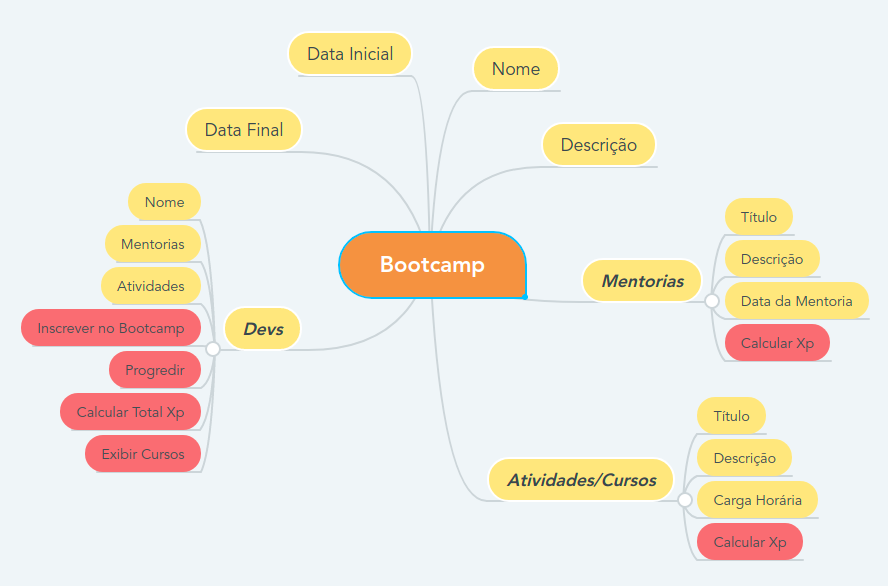 Data Inicial
Nome
Data Final
Descrição
Bootcamp
Devs
Nome
Mentorias
Atividades
Inscrever no Bootcamp
Progredir
Calcular Total Xp
Exibir Cursos
Mentorias
Título
Descrição
Data da Mentoria
Calcular Xp
Atividades/Cursos
Título
Descrição
Carga Horária
Calcular Xp